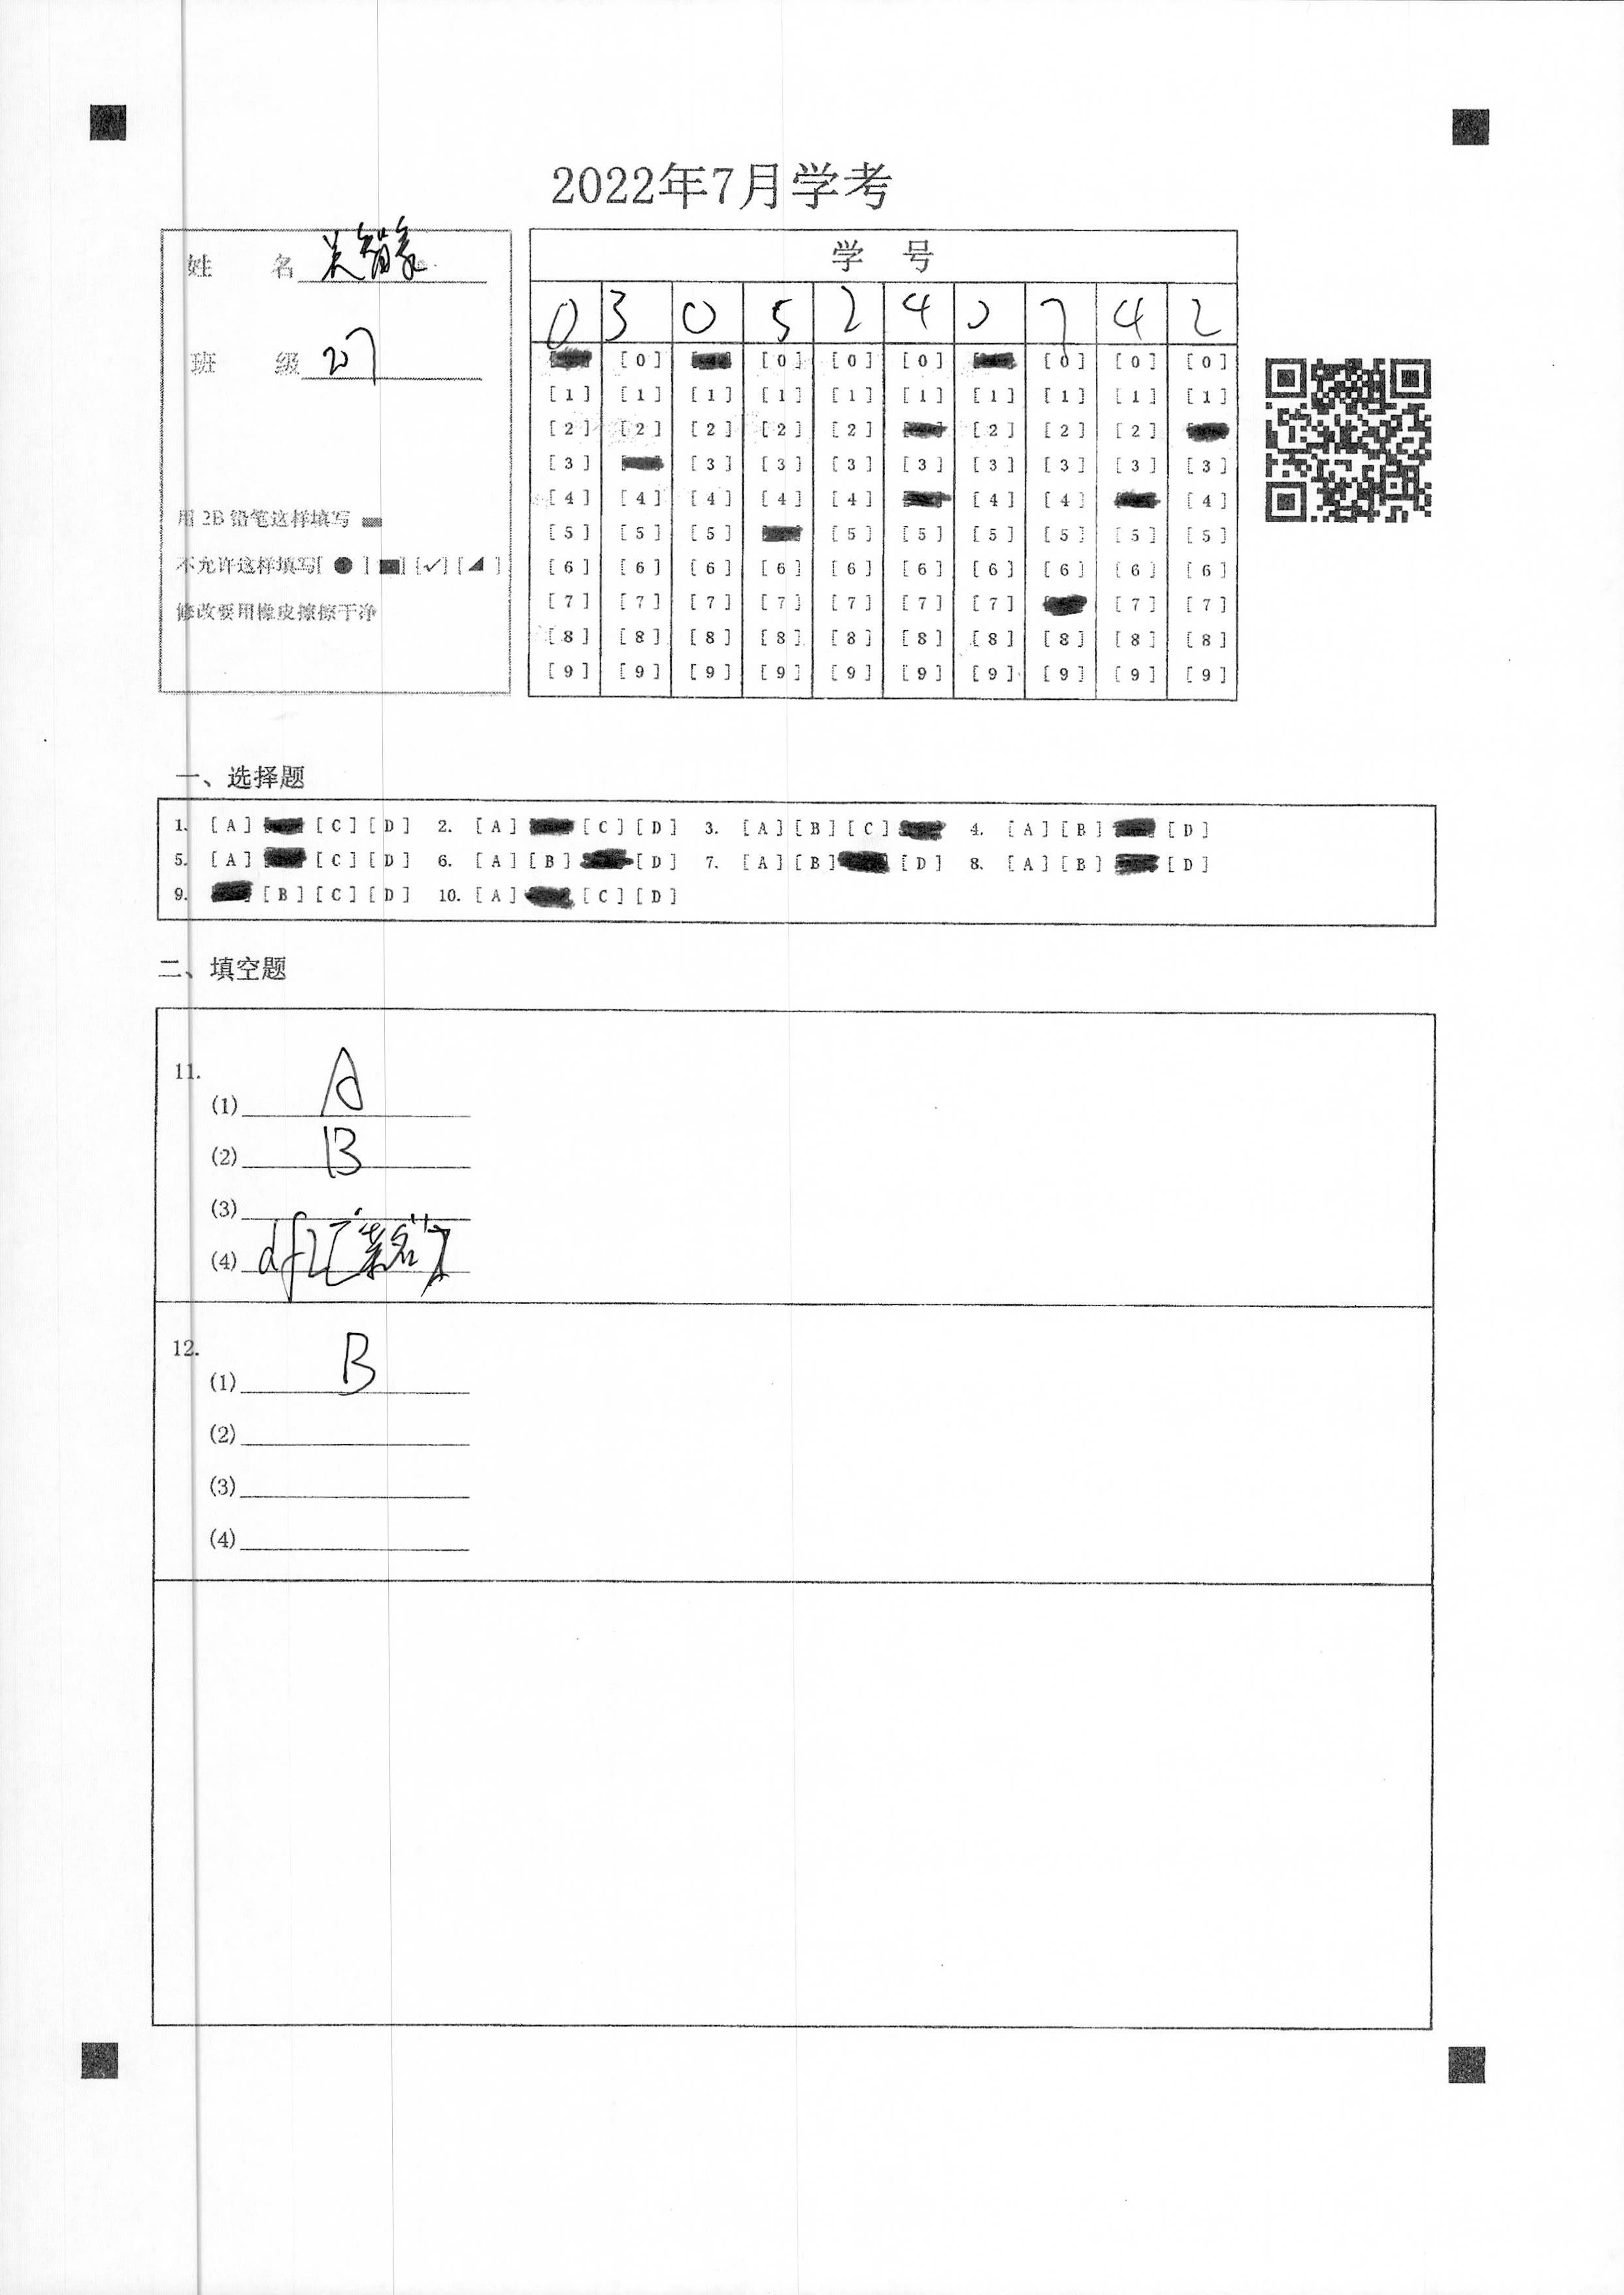 2022年7月学考
姓 名
班 级 207
用2B铅笔这样填写
不允许这样填写[ ● ] [■] [✓] [◢ ]
修改要用橡皮擦擦干净
学 号
0 3 0 5 2 4 0 7 4 2
[0] [0] [0] [0] [0] [0] [0]
[1] [1] [1] [1] [1] [1] [1] [1] [1] [1]
[2] [2] [2] [2] [2] [2] [2] [2]
[3] [3] [3] [3] [3] [3] [3] [3] [3]
[4] [4] [4] [4] [4] [4] [4] [4]
[5] [5] [5] [5] [5] [5] [5] [5] [5]
[6] [6] [6] [6] [6] [6] [6] [6] [6] [6]
[7] [7] [7] [7] [7] [7] [7] [7] [7]
[8] [8] [8] [8] [8] [8] [8] [8] [8] [8]
[9] [9] [9] [9] [9] [9] [9] [9] [9] [9]
一、选择题
1. [A] [C] [D] 2. [A] [C] [D] 3. [A] [B] [C] 4. [A] [B] [D]
5. [A] [C] [D] 6. [A] [B] [D] 7. [A] [B] [D] 8. [A] [B] [D]
9. [B] [C] [D] 10. [A] [C] [D]
二、填空题
11.
(1) A
(2) B
(3)
(4)
12.
(1) B
(2)
(3)
(4)